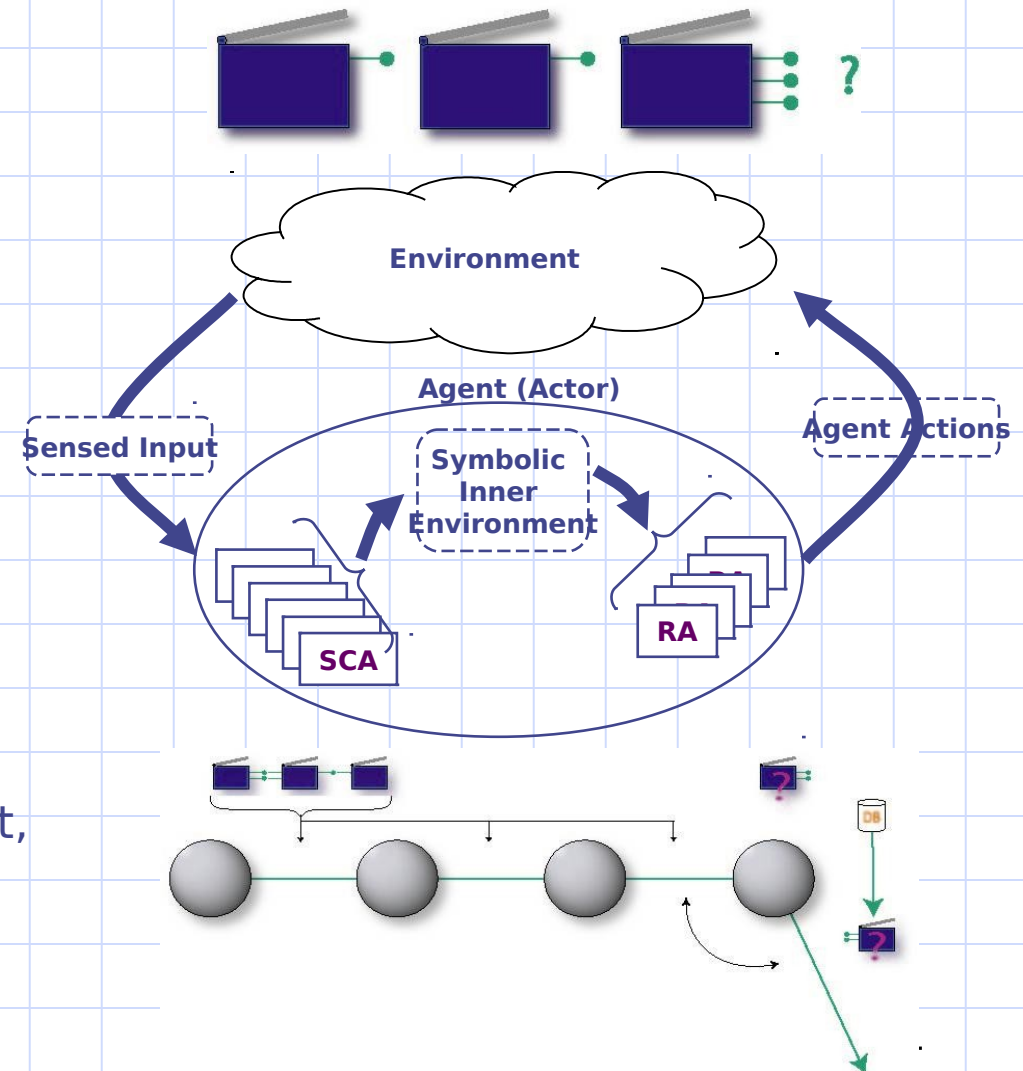 ?
Environment
Agent (Actor)
Sensed Input
Agent Actions
Symbolic
Inner
Environment
RA
SCA
?
t,
DB
?